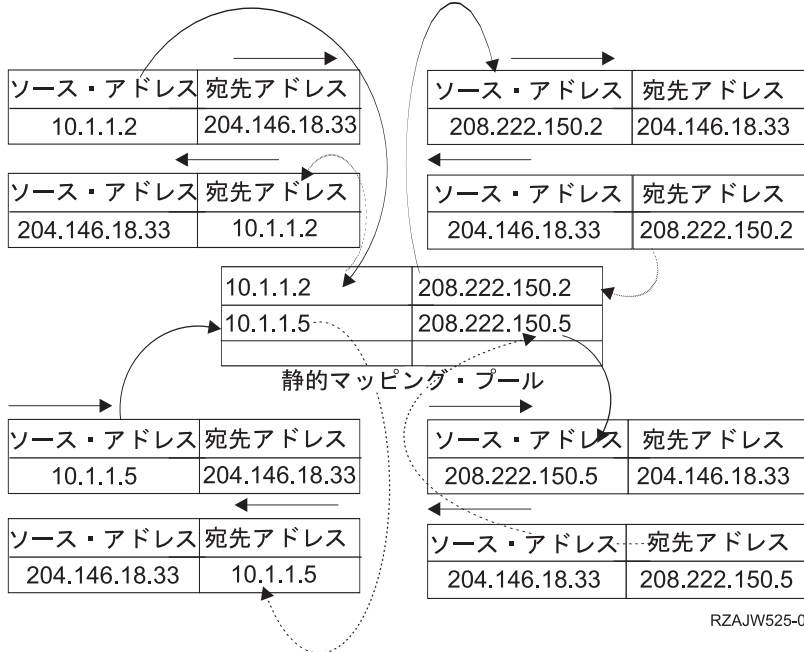 ソース・アドレス 宛先アドレス
10.1.1.2 204.146.18.33
204.146.18.33 10.1.1.2
ソース・アドレス 宛先アドレス
208.222.150.2 204.146.18.33
ソース・アドレス 宛先アドレス
204.146.18.33 208.222.150.2
ソース・アドレス 宛先アドレス
10.1.1.2 208.222.150.2
10.1.1.5 208.222.150.5
静的マッピング・プール
ソース・アドレス 宛先アドレス
10.1.1.5 204.146.18.33
ソース・アドレス 宛先アドレス
204.146.18.33 10.1.1.5
ソース・アドレス 宛先アドレス
208.222.150.5 204.146.18.33
ソース・アドレス 宛先アドレス
204.146.18.33 208.222.150.5
RZAJW525-0